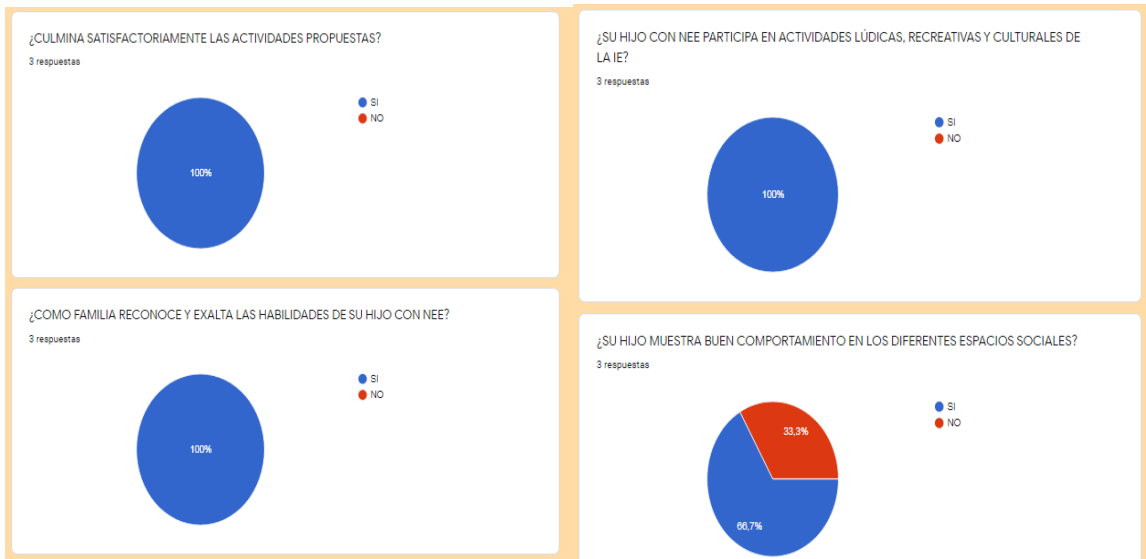 ¿CULMINA SATISFACTORIAMENTE LAS ACTIVIDADES PROPUESTAS?
3 respuestas
SI
NO
100%
¿COMO FAMILIA RECONOCE Y EXALTA LAS HABILIDADES DE SU HIJO CON NEE?
3 respuestas
SI
NO
100%
¿SU HIJO CON NEE PARTICIPA EN ACTIVIDADES LÚDICAS, RECREATIVAS Y CULTURALES DE
LA IE?
3 respuestas
SI
NO
100%
¿SU HIJO MUESTRA BUEN COMPORTAMIENTO EN LOS DIFERENTES ESPACIOS SOCIALES?
3 respuestas
SI
NO
33,3%
66,7%